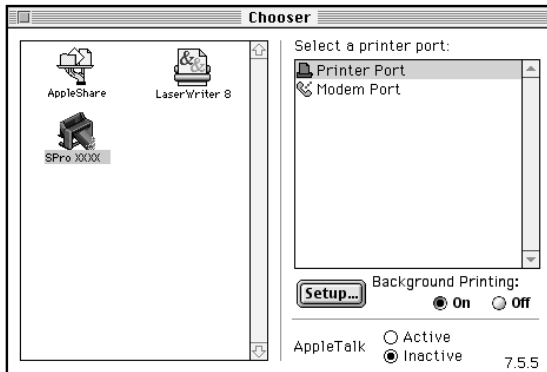 Chooser
AppleShare
LaserWriter 8
SPro XXXX
Select a printer port:
Printer Port
Modem Port
Setup...
Background Printing:
On Off
AppleTalk
Active
Inactive
7.5.5